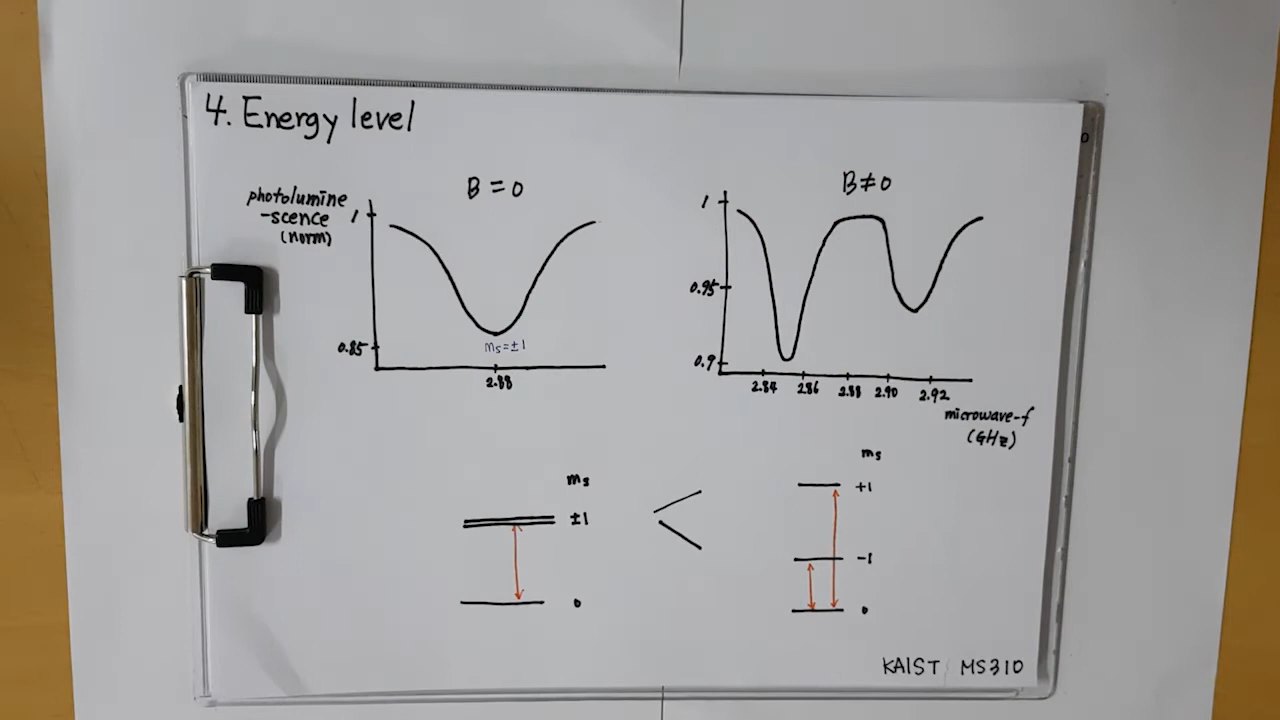 4. Energy level
B = 0
photolumine
-scence
(norm)
1
0.85
ms=±1
2.88
B≠0
1
0.95
0.9
2.84 2.86 2.88 2.90 2.92
microwave-f
(GHz)
ms
±1
0
ms
+1
-1
0
KAIST MS310